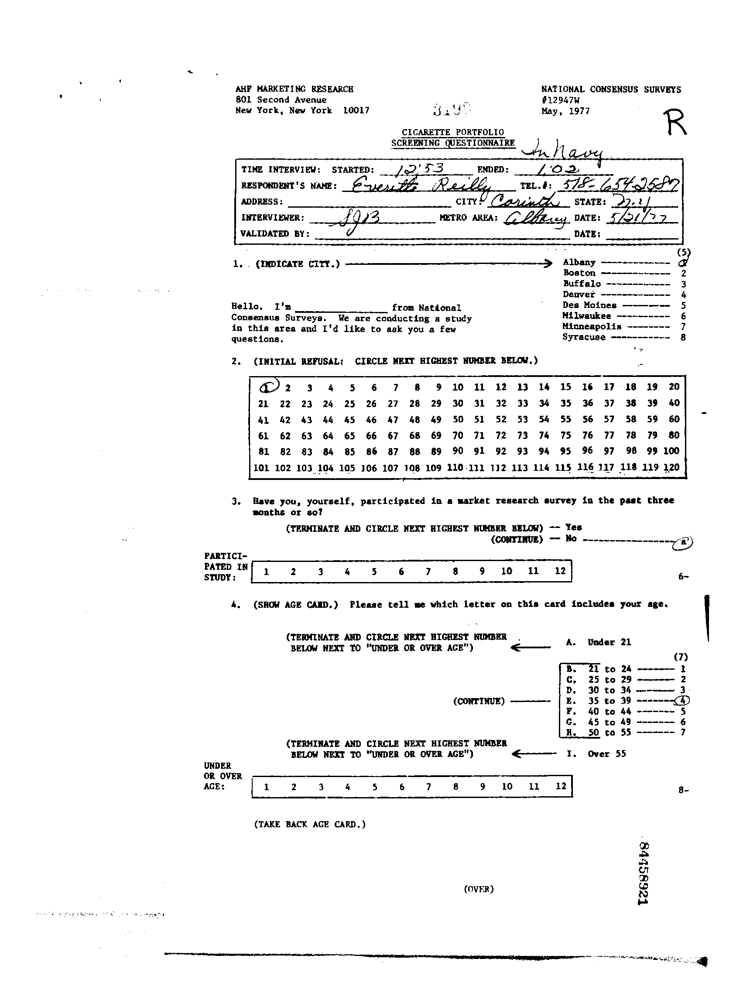 AHF MARKETING RESEARCH NATIONAL CONSENSUS SURVEYS
801 Second Avenue #12947W
New York, New York 10017 May, 1977
R
CIGARETTE PORTFOLIO
SCREENING QUESTIONNAIRE
In Navy
TIME INTERVIEW: STARTED: 12:53 ENDED: 1:02
RESPONDENT'S NAME: Everitte Reilly TEL.#: 578-654-2587
ADDRESS: CITY: Corinth STATE: N.Y
INTERVIEWER: METRO AREA: Albany DATE: 5/21/77
VALIDATED BY: DATE:
(5)
1. (INDICATE CITY.) Albany
Boston 2
Buffalo 3
Denver 4
Des Moines 5
Milwaukee 6
Minneapolis 7
Syracuse 8
Hello. I'm from National
Consensus Surveys. We are conducting a study
in this area and I'd like to ask you a few
questions.
2. (INITIAL REFUSAL: CIRCLE NEXT HIGHEST NUMBER BELOW.)
1 2 3 4 5 6 7 8 9 10 11 12 13 14 15 16 17 18 19 20
21 22 23 24 25 26 27 28 29 30 31 32 33 34 35 36 37 38 39 40
41 42 43 44 45 46 47 48 49 50 51 52 53 54 55 56 57 58 59 60
61 62 63 64 65 66 67 68 69 70 71 72 73 74 75 76 77 78 79 80
81 82 83 84 85 86 87 88 89 90 91 92 93 94 95 96 97 98 99 100
101 102 103 104 105 106 107 108 109 110 111 112 113 114 115 116 117 118 119 120
3. Have you, yourself, participated in a market research survey in the past three
months or so?
(TERMINATE AND CIRCLE NEXT HIGHEST NUMBER BELOW) -- Yes
(CONTINUE) -- No
PARTICI-
PATED IN
STUDY: 1 2 3 4 5 6 7 8 9 10 11 12 6-
4. (SHOW AGE CARD.) Please tell me which letter on this card includes your age.
(TERMINATE AND CIRCLE NEXT HIGHEST NUMBER
BELOW NEXT TO "UNDER OR OVER AGE") A. Under 21
(7)
B. 21 to 24 1
C. 25 to 29 2
D. 30 to 34 3
(CONTINUE) E. 35 to 39 4
F. 40 to 44 5
G. 45 to 49 6
H. 50 to 55 7
(TERMINATE AND CIRCLE NEXT HIGHEST NUMBER
BELOW NEXT TO "UNDER OR OVER AGE") I. Over 55
UNDER
OR OVER
AGE: 1 2 3 4 5 6 7 8 9 10 11 12 8-
(TAKE BACK AGE CARD.)
(OVER)
84458921